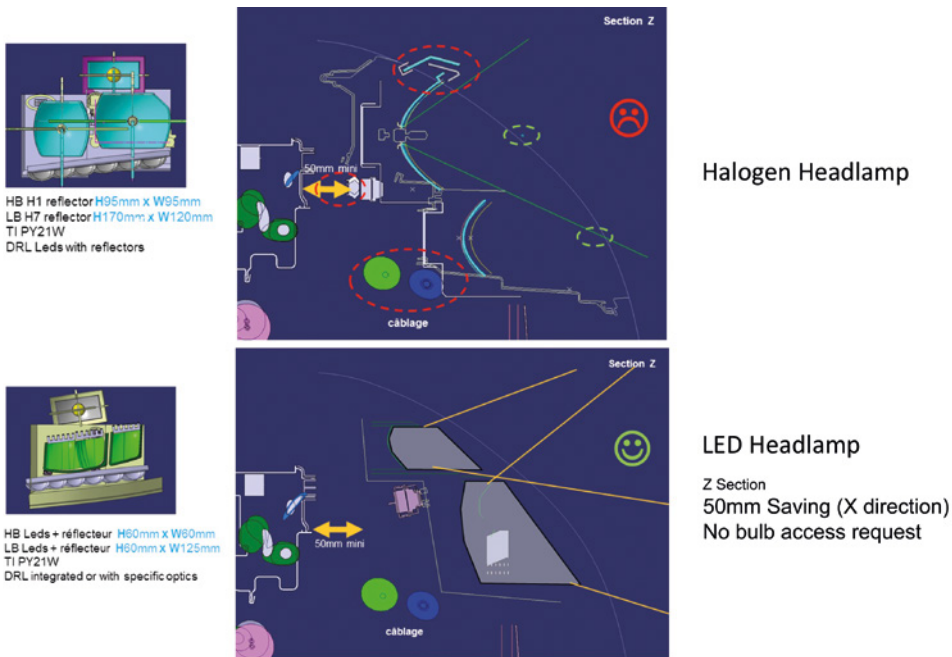 Section Z
50mm mini
câblage
HB H1 reflector H95mm x W95mm
LB H7 reflector H170mm x W120mm
TI PY21W
DRL Leds with reflectors
Halogen Headlamp
Section Z
50mm mini
câblage
HB Leds + réflecteur H60mm x W60mm
LB Leds + réflecteur H60mm x W125mm
TI PY21W
DRL integrated or with specific optics
LED Headlamp
Z Section
50mm Saving (X direction)
No bulb access request